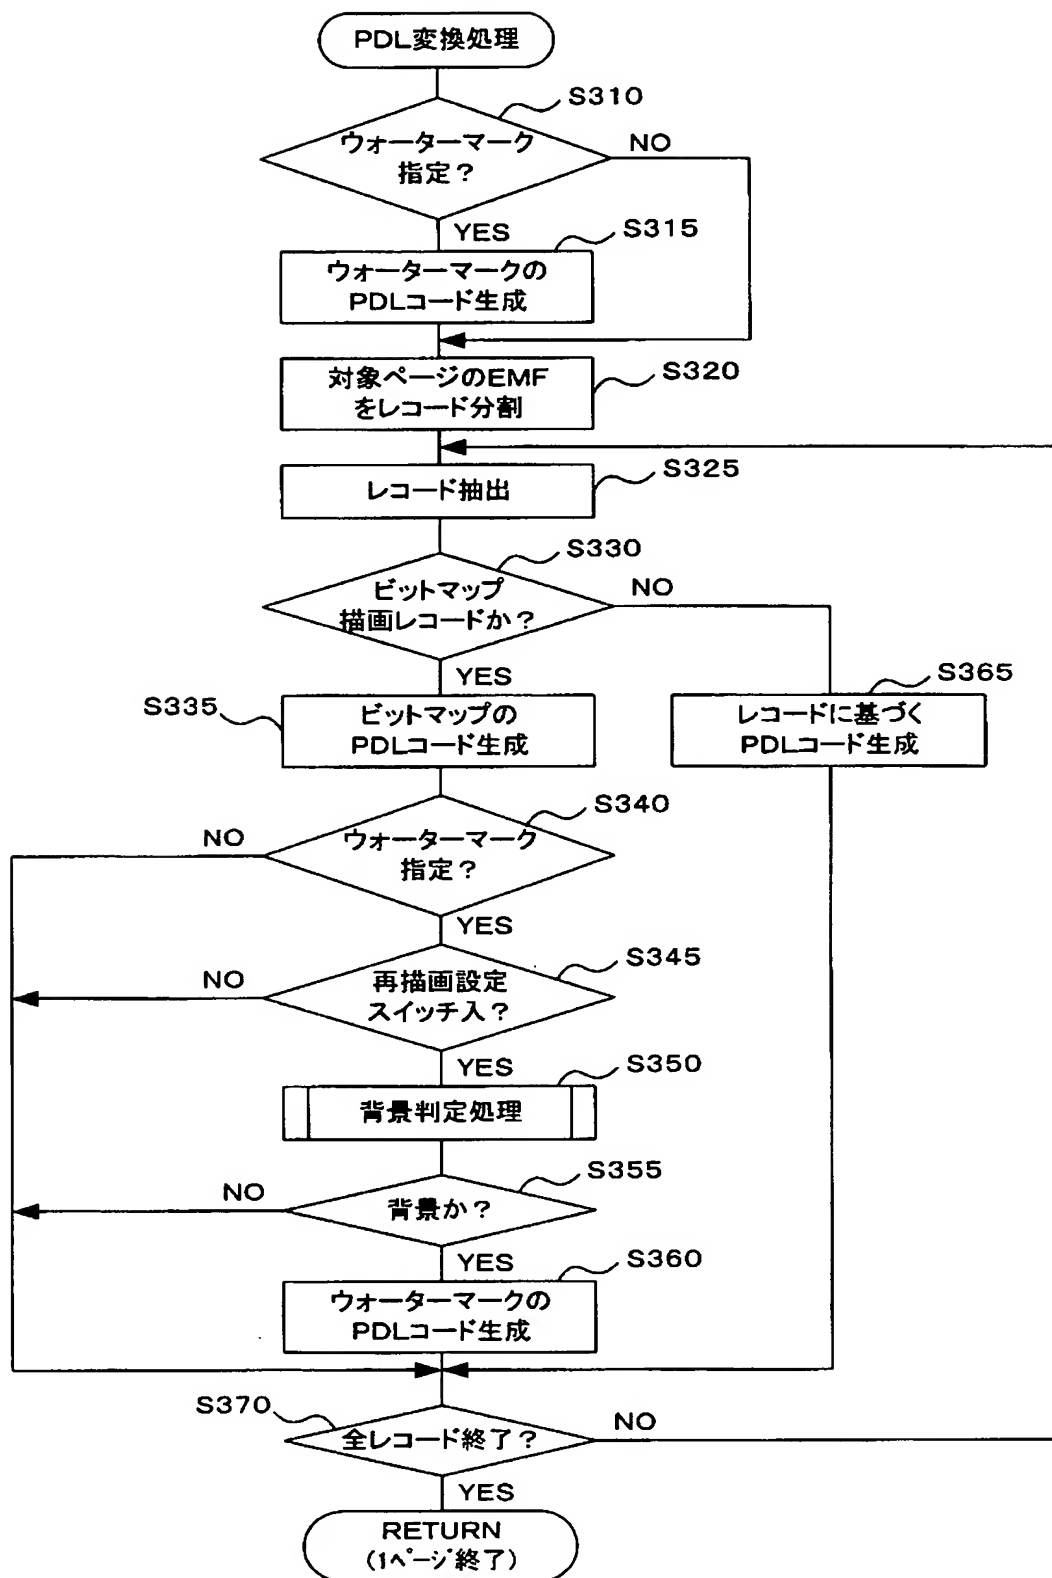 PDL変換処理
S310
ウォーターマーク
指定？
NO
YES
S315
ウォーターマークの
PDLコード生成
S320
対象ページのEMF
をレコード分割
S325
レコード抽出
S330
ビットマップ
描画レコードか？
NO
YES
S335
ビットマップの
PDLコード生成
S365
レコードに基づく
PDLコード生成
S340
NO
ウォーターマーク
指定？
YES
S345
NO
再描画設定
スイッチ入？
YES
S350
背景判定処理
S355
NO
背景か？
YES
S360
ウォーターマークの
PDLコード生成
S370
全レコード終了？
NO
YES
RETURN
(1ページ終了)